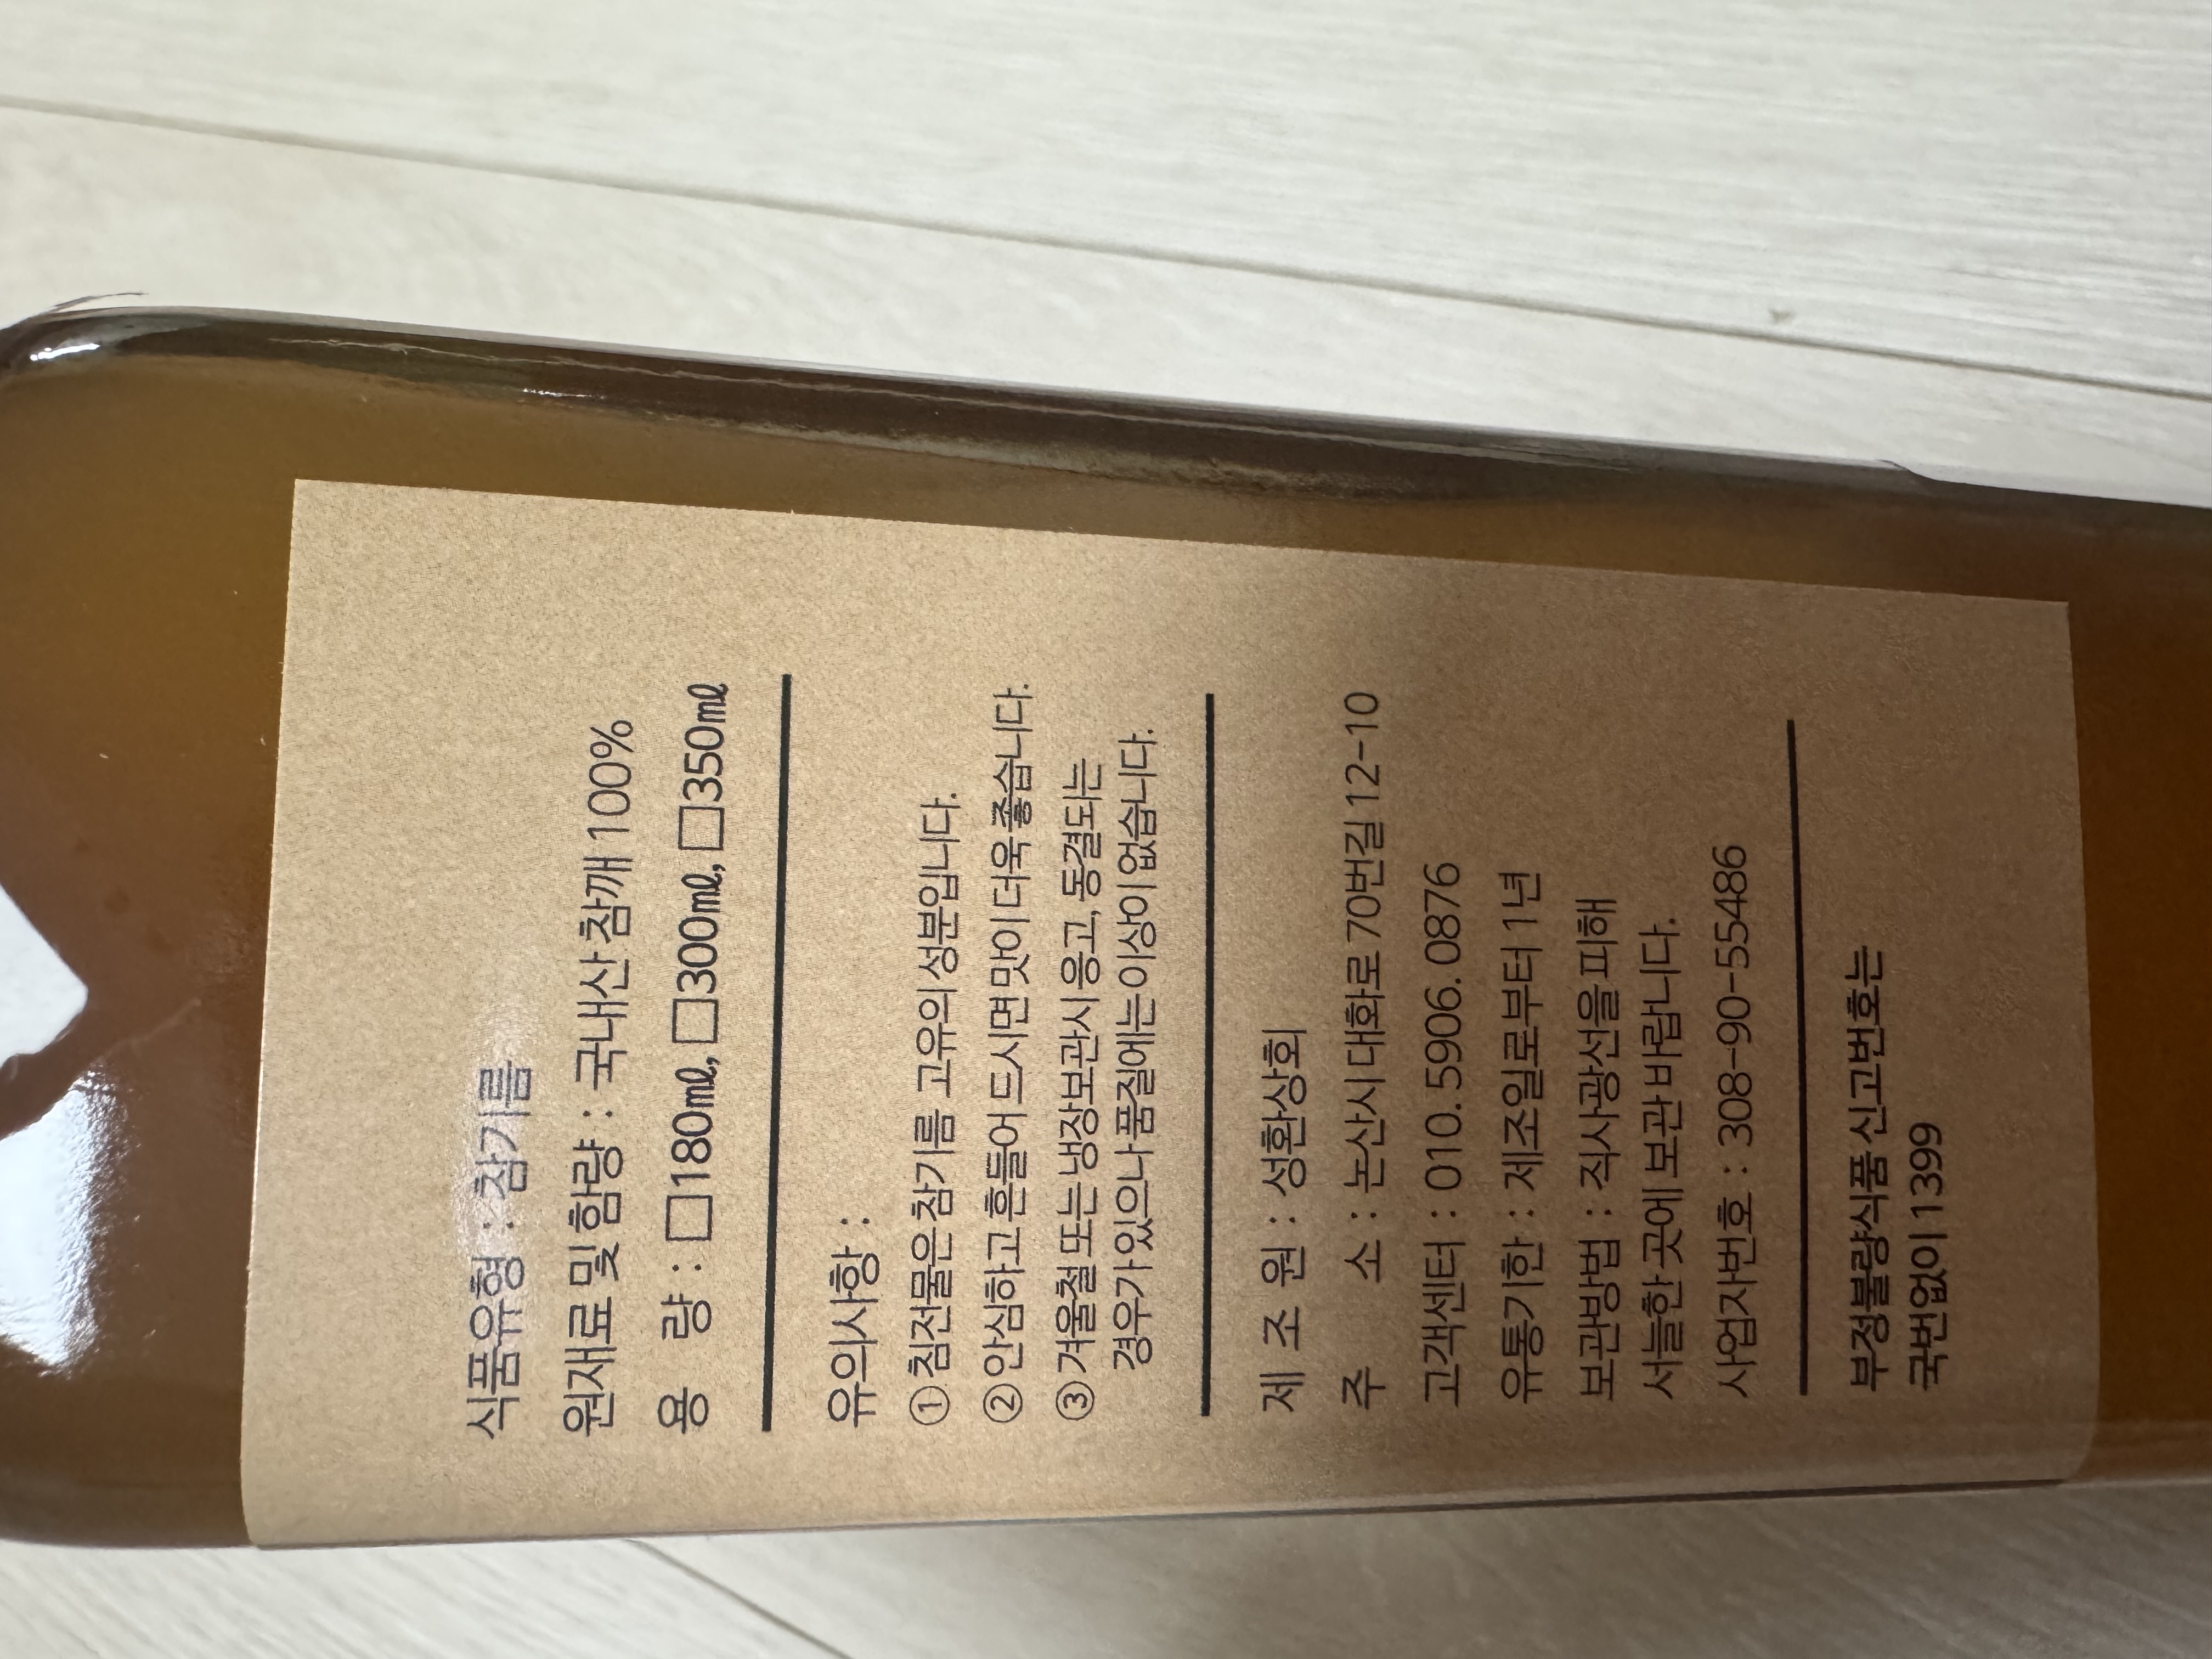 식품유형 : 참기름
원재료 및 함량 : 국내산 참깨 100%
용 량 : □180㎖, □300㎖, □350㎖
유의사항 :
① 침전물은 참기름 고유의 성분입니다.
② 안심하고 흔들어 드시면 맛이 더욱 좋습니다.
③ 겨울철 또는 냉장보관시 응고, 동결되는
경우가 있으나 품질에는 이상이 없습니다.
제 조 원 : 성환상회
주 소 : 논산시 대화로 70번길 12-10
고객센터 : 010. 5906. 0876
유통기한 : 제조일로부터 1년
보관방법 : 직사광선을 피해
서늘한 곳에 보관 바랍니다.
사업자번호 : 308-90-55486
부정불량식품 신고번호는
국번없이 1399